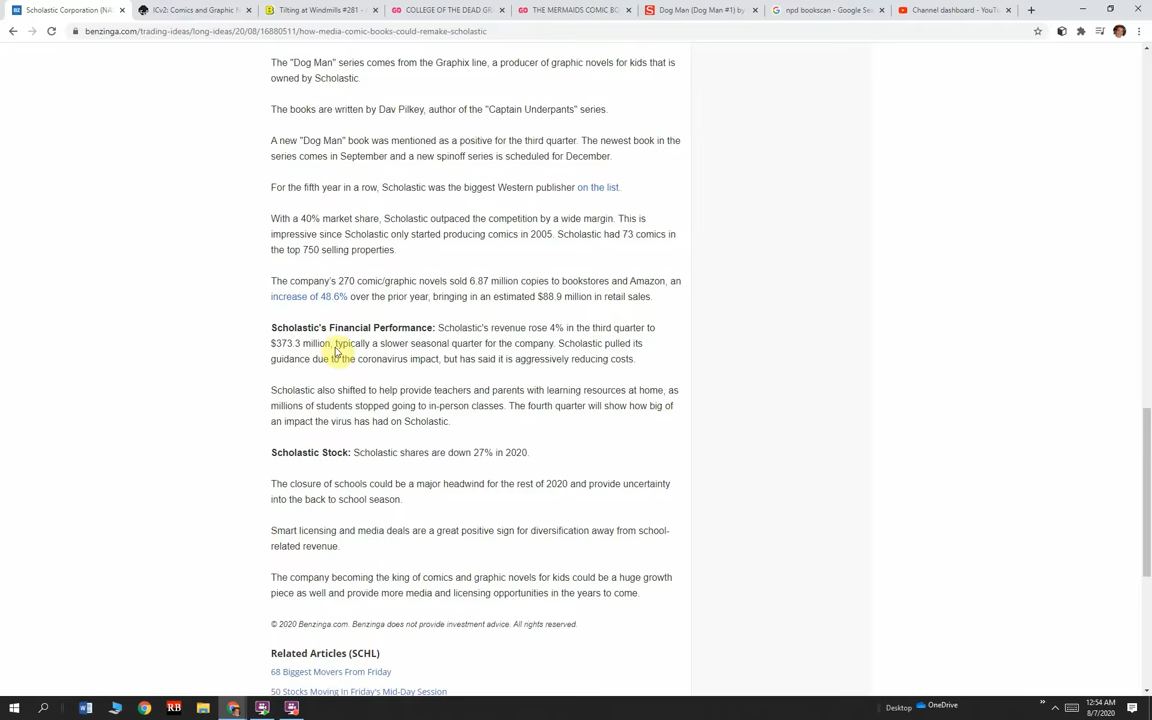 Scholastic Corporation (NA
ICv2: Comics and Graphic N
Tilting at Windmills #281 -
COLLEGE OF THE DEAD GR
THE MERMAIDS COMIC BO
Dog Man (Dog Man #1) by
npd bookscan - Google Sea
Channel dashboard - YouTu
benzinga.com/trading-ideas/long-ideas/20/08/16880511/how-media-comic-books-could-remake-scholastic
The "Dog Man" series comes from the Graphix line, a producer of graphic novels for kids that is
owned by Scholastic.
The books are written by Dav Pilkey, author of the "Captain Underpants" series.
A new "Dog Man" book was mentioned as a positive for the third quarter. The newest book in the
series comes in September and a new spinoff series is scheduled for December.
For the fifth year in a row, Scholastic was the biggest Western publisher on the list.
With a 40% market share, Scholastic outpaced the competition by a wide margin. This is
impressive since Scholastic only started producing comics in 2005. Scholastic had 73 comics in
the top 750 selling properties.
The company's 270 comic/graphic novels sold 6.87 million copies to bookstores and Amazon, an
increase of 48.6% over the prior year, bringing in an estimated $88.9 million in retail sales.
Scholastic's Financial Performance: Scholastic's revenue rose 4% in the third quarter to
$373.3 million, typically a slower seasonal quarter for the company. Scholastic pulled its
guidance due to the coronavirus impact, but has said it is aggressively reducing costs.
Scholastic also shifted to help provide teachers and parents with learning resources at home, as
millions of students stopped going to in-person classes. The fourth quarter will show how big of
an impact the virus has had on Scholastic.
Scholastic Stock: Scholastic shares are down 27% in 2020.
The closure of schools could be a major headwind for the rest of 2020 and provide uncertainty
into the back to school season.
Smart licensing and media deals are a great positive sign for diversification away from school-
related revenue.
The company becoming the king of comics and graphic novels for kids could be a huge growth
piece as well and provide more media and licensing opportunities in the years to come.
© 2020 Benzinga.com. Benzinga does not provide investment advice. All rights reserved.
Related Articles (SCHL)
68 Biggest Movers From Friday
50 Stocks Moving In Friday's Mid-Day Session
RB
Desktop
OneDrive
12:54 AM
8/7/2020